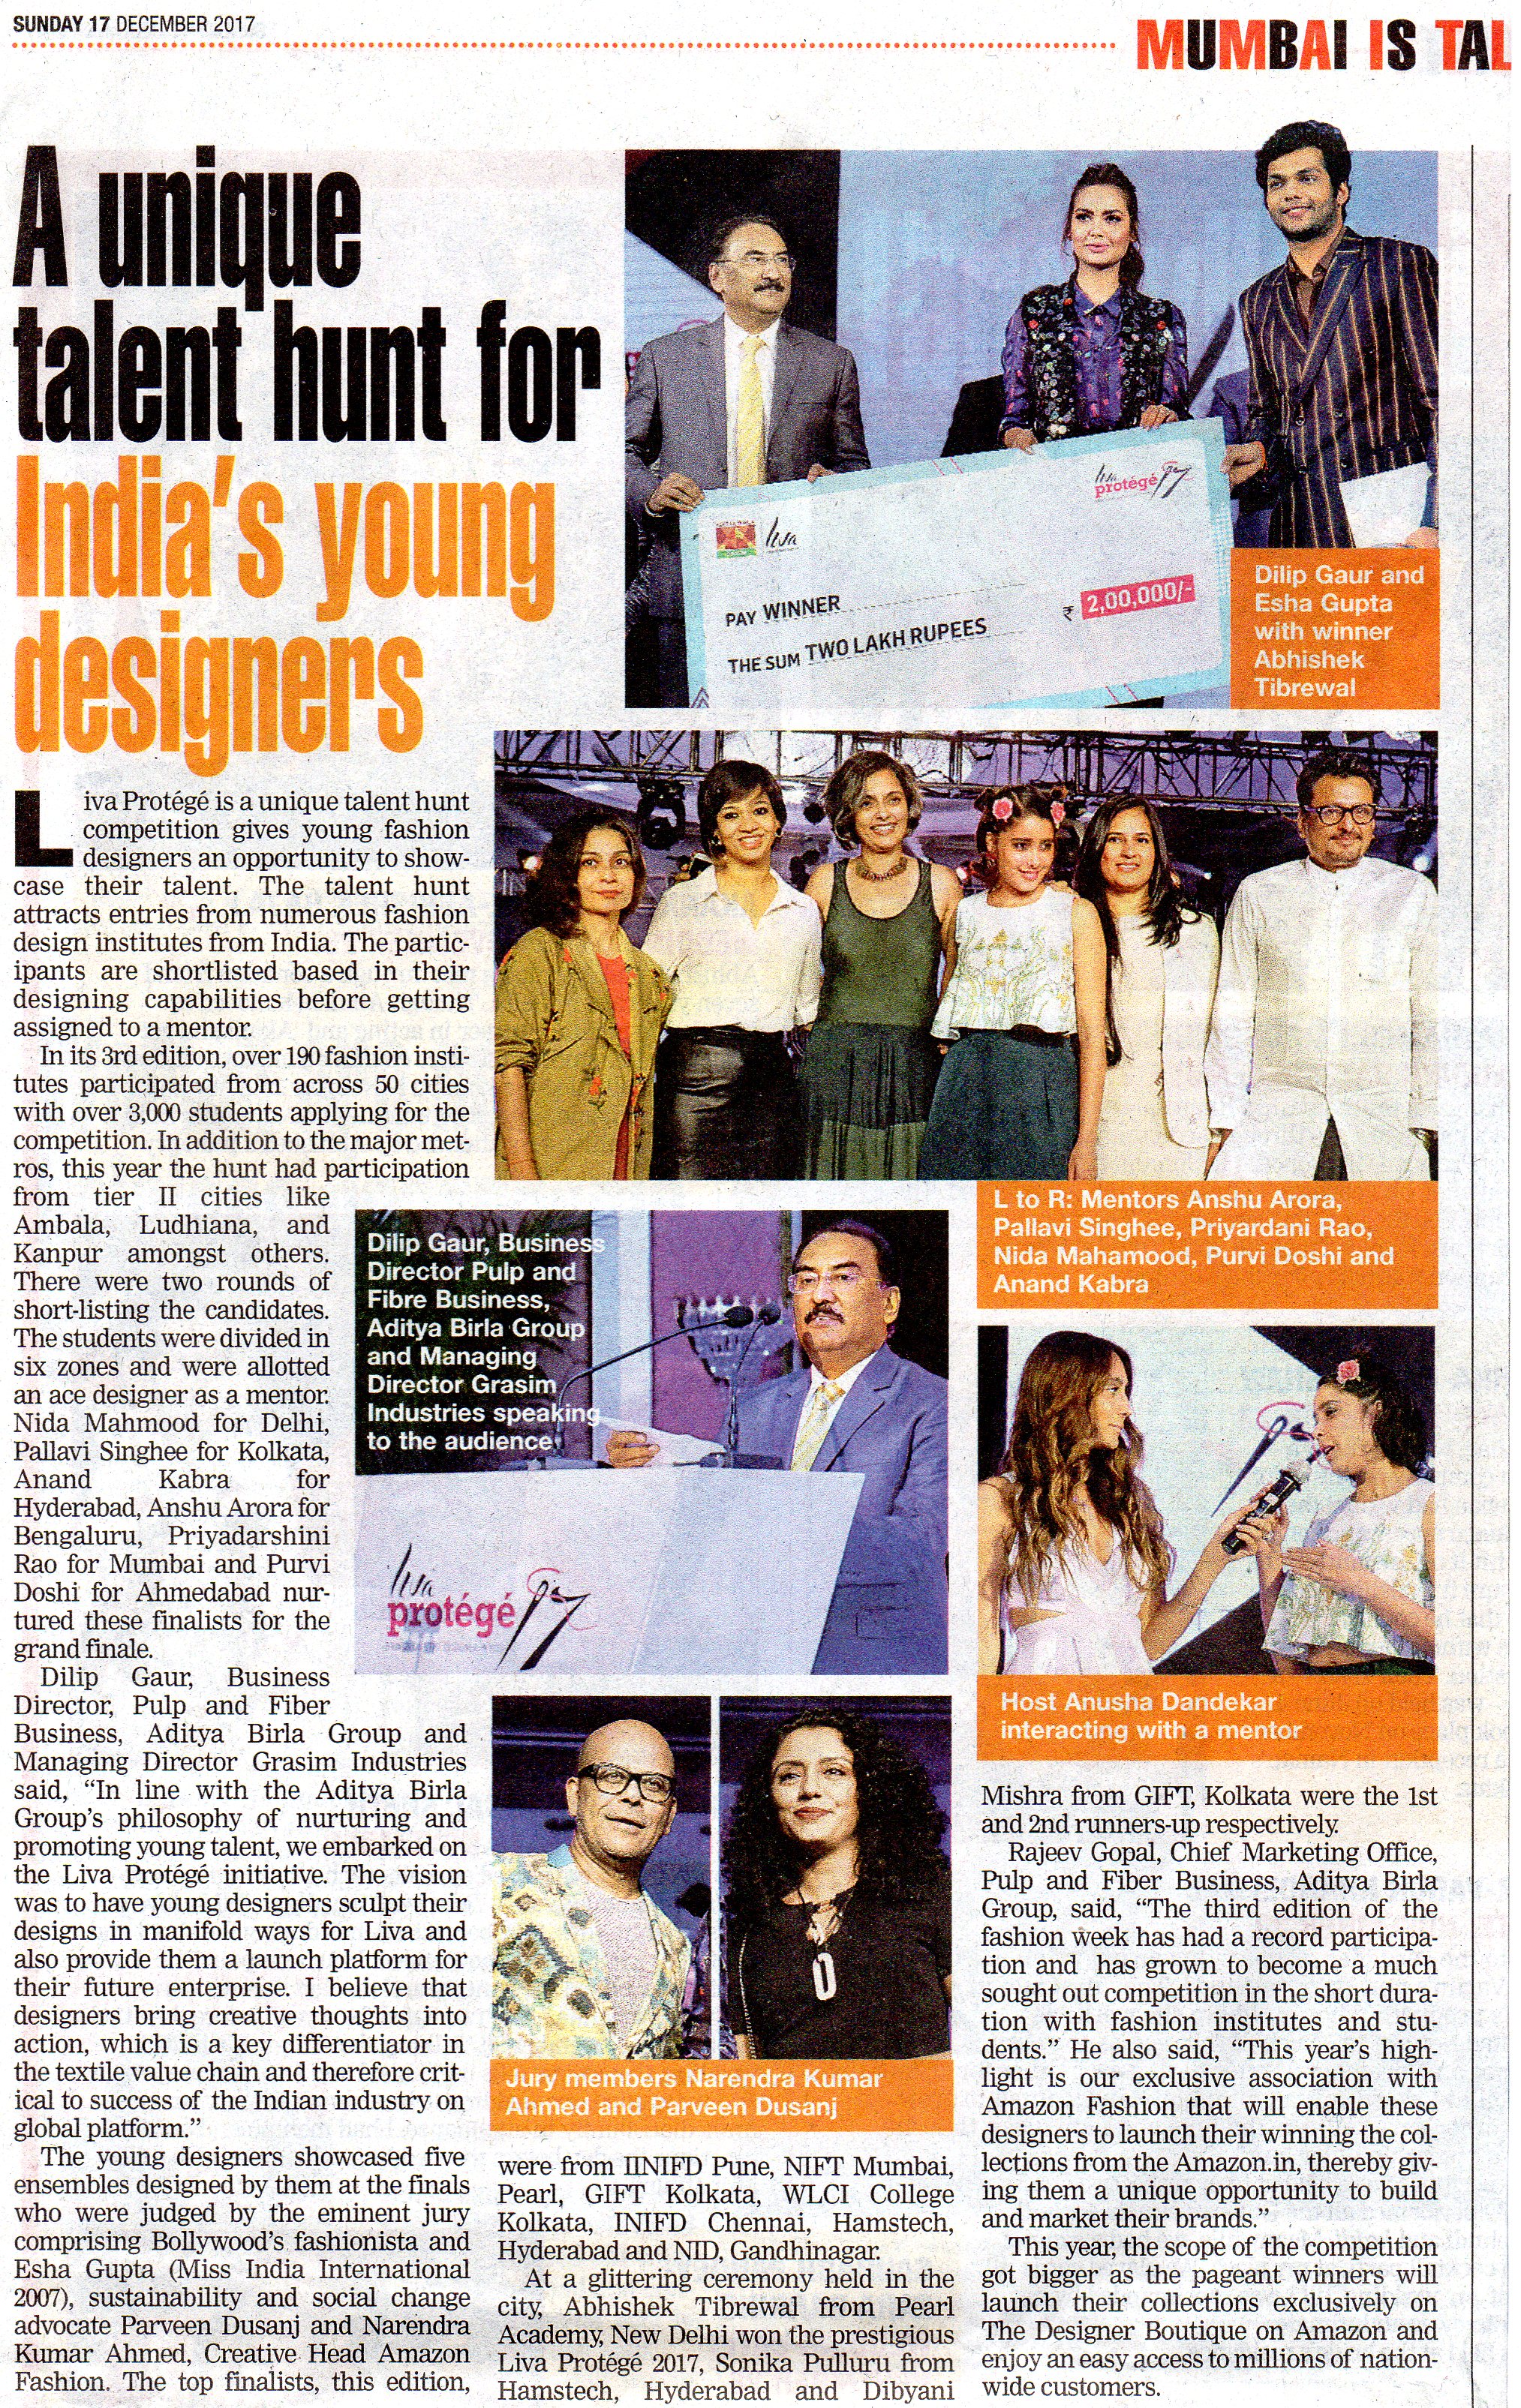 SUNDAY 17 DECEMBER 2017
MUMBAI IS TAL
A unique
talent hunt for
India's young
designers
Liva Protégé is a unique talent hunt
competition gives young fashion
designers an opportunity to show-
case their talent. The talent hunt
attracts entries from numerous fashion
design institutes from India. The partic-
ipants are shortlisted based in their
designing capabilities before getting
assigned to a mentor.
In its 3rd edition, over 190 fashion insti-
tutes participated from across 50 cities
with over 3,000 students applying for the
competition. In addition to the major met-
ros, this year the hunt had participation
from tier II cities like
Ambala, Ludhiana, and
Kanpur amongst others.
There were two rounds of
short-listing the candidates.
The students were divided in
six zones and were allotted
an ace designer as a mentor.
Nida Mahmood for Delhi,
Pallavi Singhee for Kolkata,
Anand Kabra for
Hyderabad, Anshu Arora for
Bengaluru, Priyadarshini
Rao for Mumbai and Purvi
Doshi for Ahmedabad nur-
tured these finalists for the
grand finale.
Dilip Gaur, Business
Director, Pulp and Fiber
Business, Aditya Birla Group and
Managing Director Grasim Industries
said, “In line with the Aditya Birla
Group's philosophy of nurturing and
promoting young talent, we embarked on
the Liva Protégé initiative. The vision
was to have young designers sculpt their
designs in manifold ways for Liva and
also provide them a launch platform for
their future enterprise. I believe that
designers bring creative thoughts into
action, which is a key differentiator in
the textile value chain and therefore crit-
ical to success of the Indian industry on
global platform.”
The young designers showcased five
ensembles designed by them at the finals
who were judged by the eminent jury
comprising Bollywood's fashionista and
Esha Gupta (Miss India International
2007), sustainability and social change
advocate Parveen Dusanj and Narendra
Kumar Ahmed, Creative Head Amazon
Fashion. The top finalists, this edition,
were from IINIFD Pune, NIFT Mumbai,
Pearl, GIFT Kolkata, WLCI College
Kolkata, INIFD Chennai, Hamstech,
Hyderabad and NID, Gandhinagar.
At a glittering ceremony held in the
city, Abhishek Tibrewal from Pearl
Academy, New Delhi won the prestigious
Liva Protégé 2017, Sonika Pulluru from
Hamstech, Hyderabad and Dibyani
Mishra from GIFT, Kolkata were the 1st
and 2nd runners-up respectively.
Rajeev Gopal, Chief Marketing Office,
Pulp and Fiber Business, Aditya Birla
Group, said, “The third edition of the
fashion week has had a record participa-
tion and has grown to become a much
sought out competition in the short dura-
tion with fashion institutes and stu-
dents.” He also said, “This year's high-
light is our exclusive association with
Amazon Fashion that will enable these
designers to launch their winning the col-
lections from the Amazon.in, thereby giv-
ing them a unique opportunity to build
and market their brands.”
This year, the scope of the competition
got bigger as the pageant winners will
launch their collections exclusively on
The Designer Boutique on Amazon and
enjoy an easy access to millions of nation-
wide customers.
Liva
Liva
protégé 17
PAY WINNER
THE SUM TWO LAKH RUPEES
₹ 2,00,000/-
Dilip Gaur and
Esha Gupta
with winner
Abhishek
Tibrewal
L to R: Mentors Anshu Arora,
Pallavi Singhee, Priyardani Rao,
Nida Mahamood, Purvi Doshi and
Anand Kabra
Dilip Gaur, Business
Director Pulp and
Fibre Business,
Aditya Birla Group
and Managing
Director Grasim
Industries speaking
to the audience
Liva
protégé 17
Host Anusha Dandekar
interacting with a mentor
Jury members Narendra Kumar
Ahmed and Parveen Dusanj